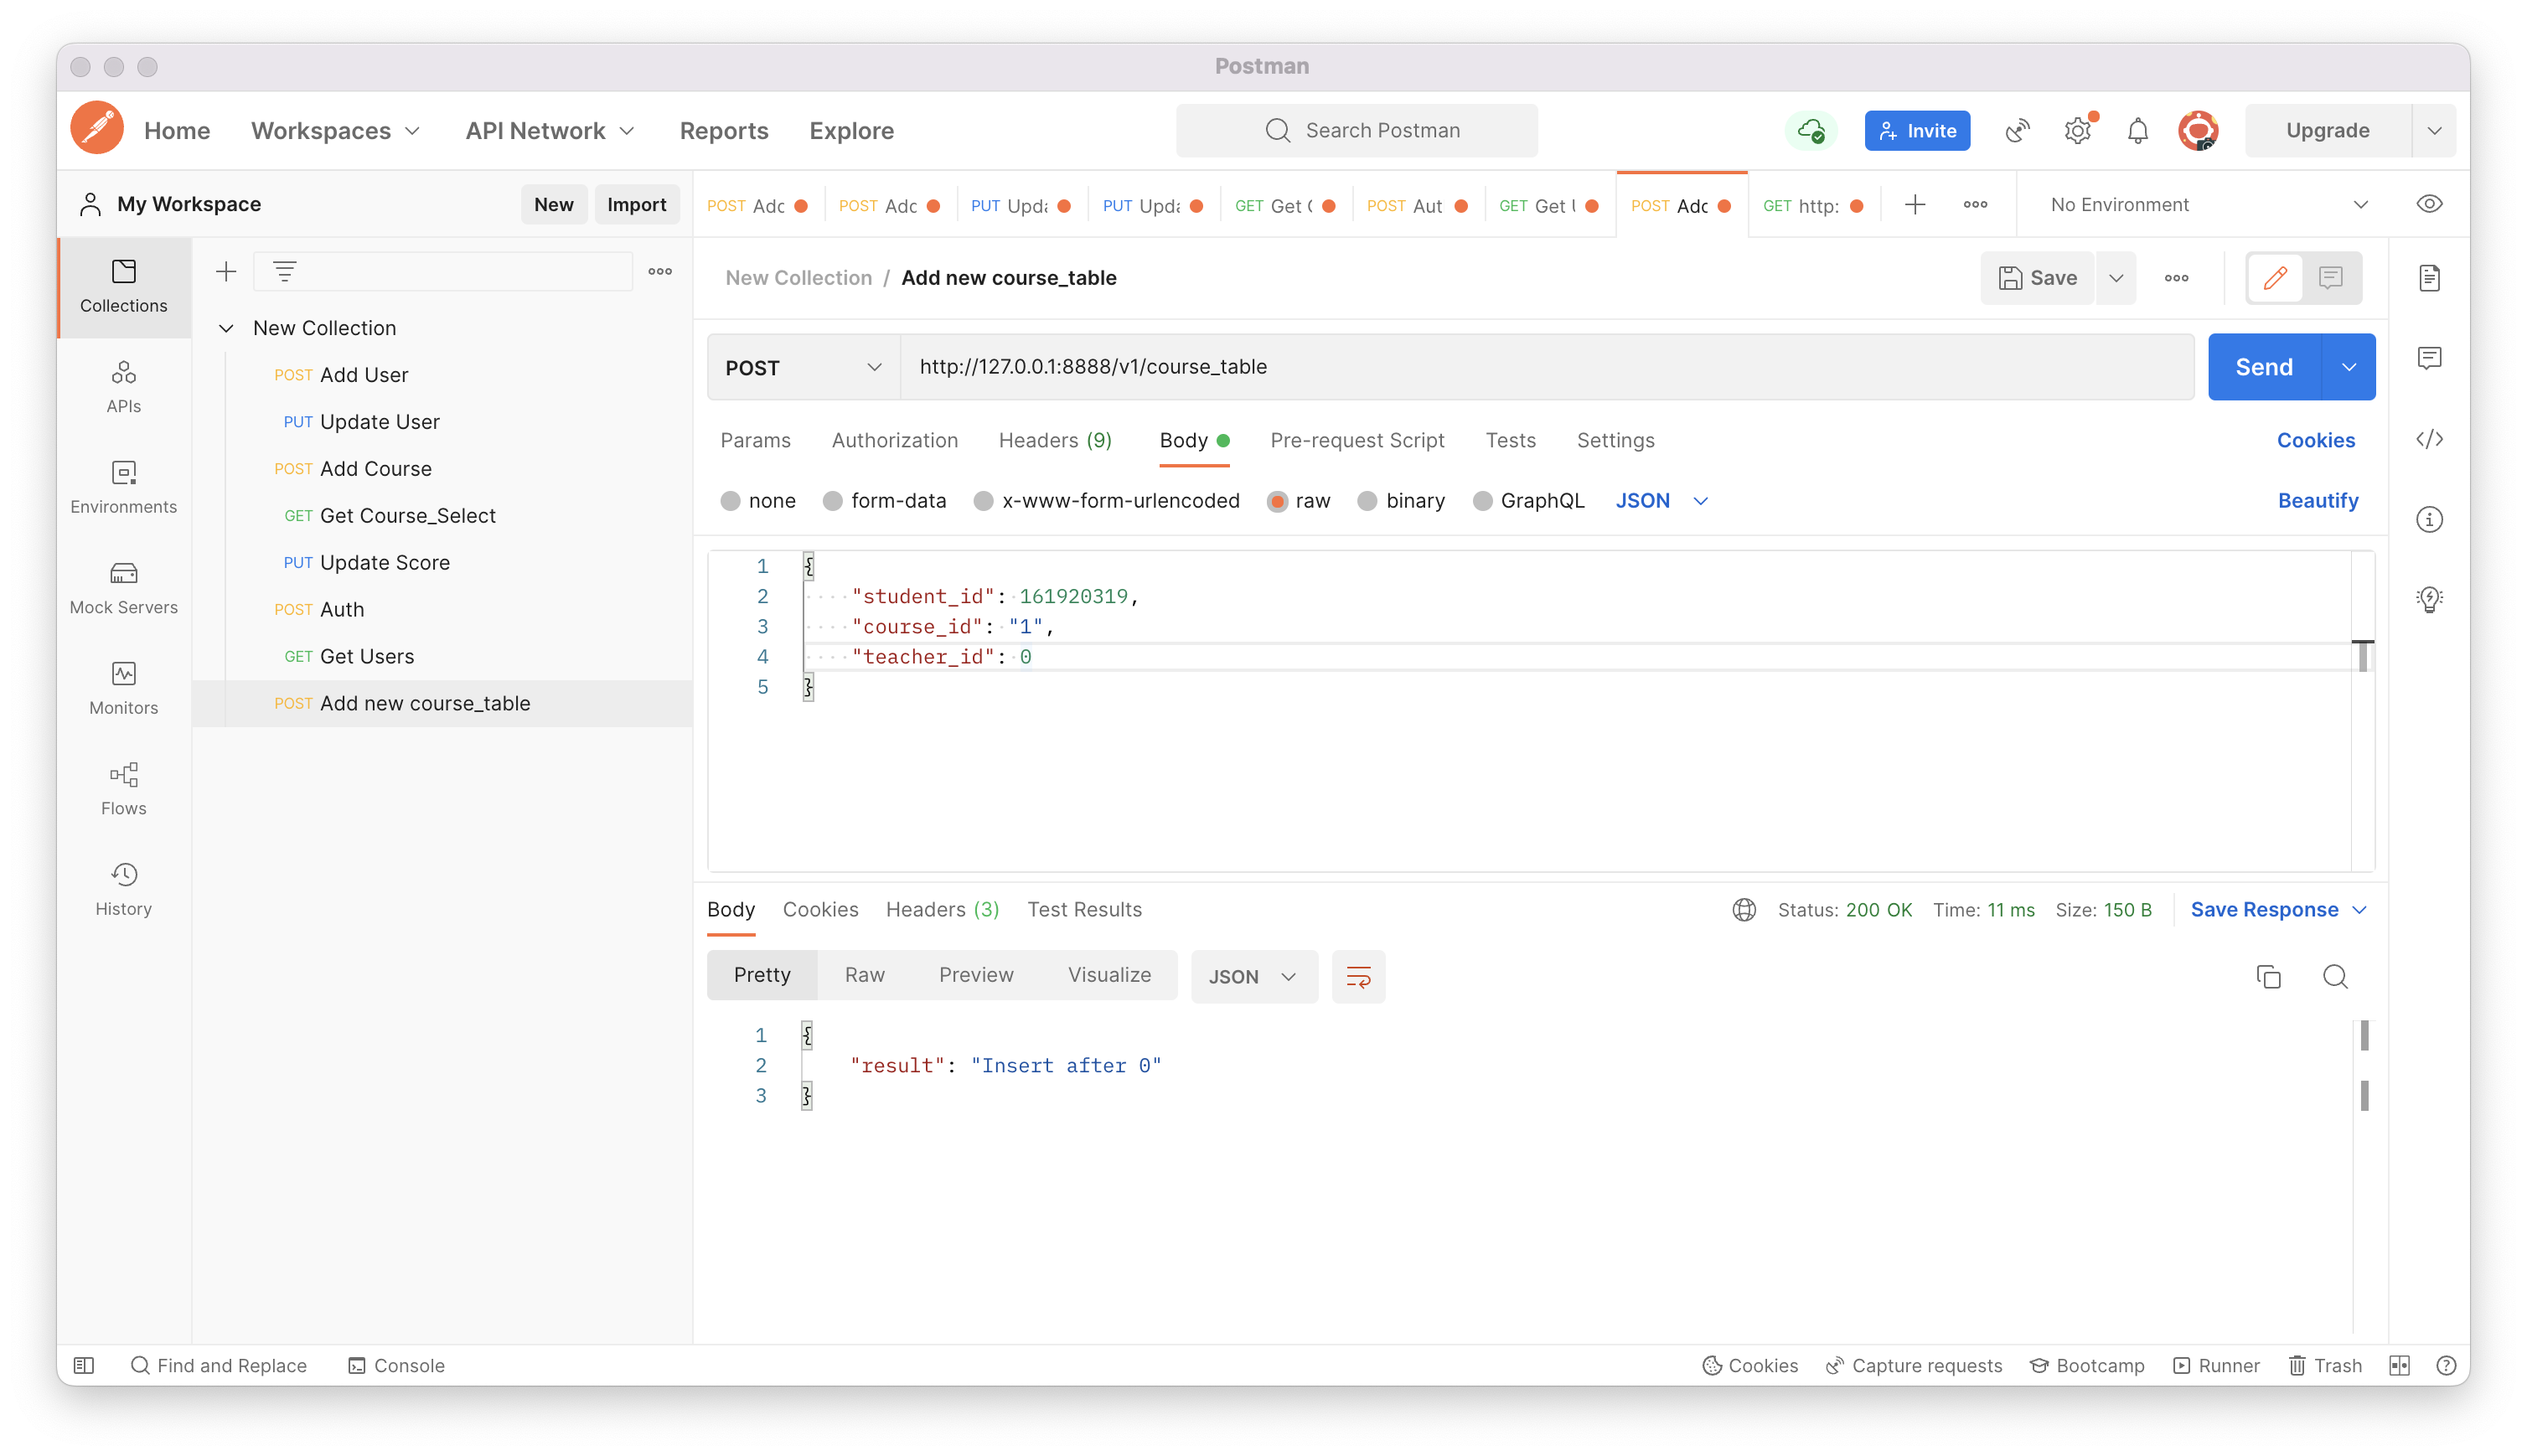 Postman
Home Workspaces API Network Reports Explore Search Postman Invite Upgrade
My Workspace New Import POST Adc POST Adc PUT Upda PUT Upda GET Get POST Aut GET Get POST Adc GET http: No Environment
Collections
New Collection / Add new course_table Save
New Collection
POST http://127.0.0.1:8888/v1/course_table Send
POST Add User
APIs
PUT Update User
Params Authorization Headers (9) Body Pre-request Script Tests Settings Cookies
POST Add Course
Environments
none form-data x-www-form-urlencoded raw binary GraphQL JSON Beautify
GET Get Course_Select
PUT Update Score
Mock Servers
POST Auth
GET Get Users
Monitors
POST Add new course_table
Flows
History
1 {
2 "student_id": 161920319,
3 "course_id": "1",
4 "teacher_id": 0
5 }
Body Cookies Headers (3) Test Results Status: 200 OK Time: 11 ms Size: 150 B Save Response
Pretty Raw Preview Visualize JSON
1 {
2 "result": "Insert after 0"
3 }
Find and Replace Console Cookies Capture requests Bootcamp Runner Trash